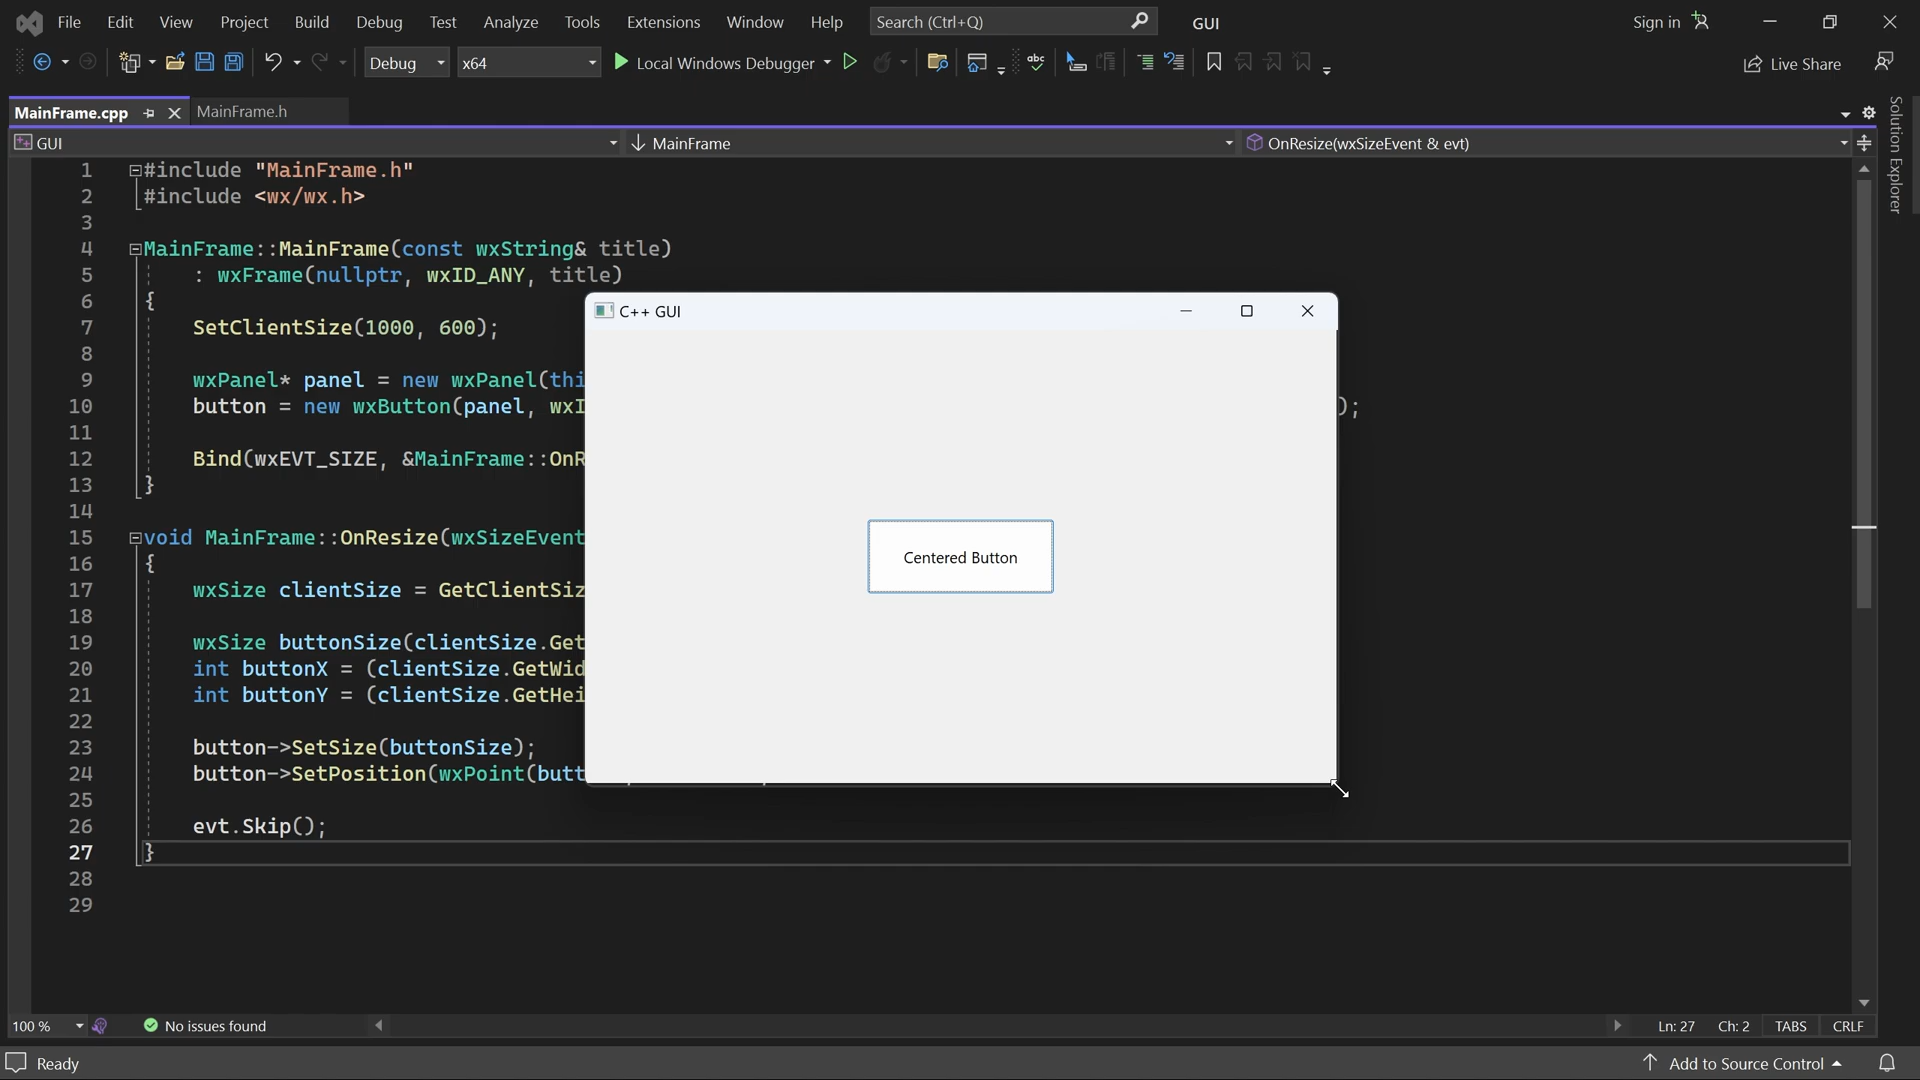 File Edit View Project Build Debug Test Analyze Tools Extensions Window Help Search (Ctrl+Q) GUI Sign in
Debug x64 Local Windows Debugger abc Live Share
MainFrame.cpp MainFrame.h
GUI MainFrame OnResize(wxSizeEvent & evt)
Solution Explorer
1 #include "MainFrame.h"
2 #include <wx/wx.h>
3
4 MainFrame::MainFrame(const wxString& title)
5 : wxFrame(nullptr, wxID_ANY, title)
6 {
7 SetClientSize(1000, 600);
8
9 wxPanel* panel = new wxPanel(thi
10 button = new wxButton(panel, wxI );
11
12 Bind(wxEVT_SIZE, &MainFrame::OnR
13 }
14
15 void MainFrame::OnResize(wxSizeEvent
16 {
17 wxSize clientSize = GetClientSiz
18
19 wxSize buttonSize(clientSize.Get
20 int buttonX = (clientSize.GetWid
21 int buttonY = (clientSize.GetHei
22
23 button->SetSize(buttonSize);
24 button->SetPosition(wxPoint(butt
25
26 evt.Skip();
27 }
28
29
C++ GUI
Centered Button
100 % No issues found Ln: 27 Ch: 2 TABS CRLF
Ready Add to Source Control